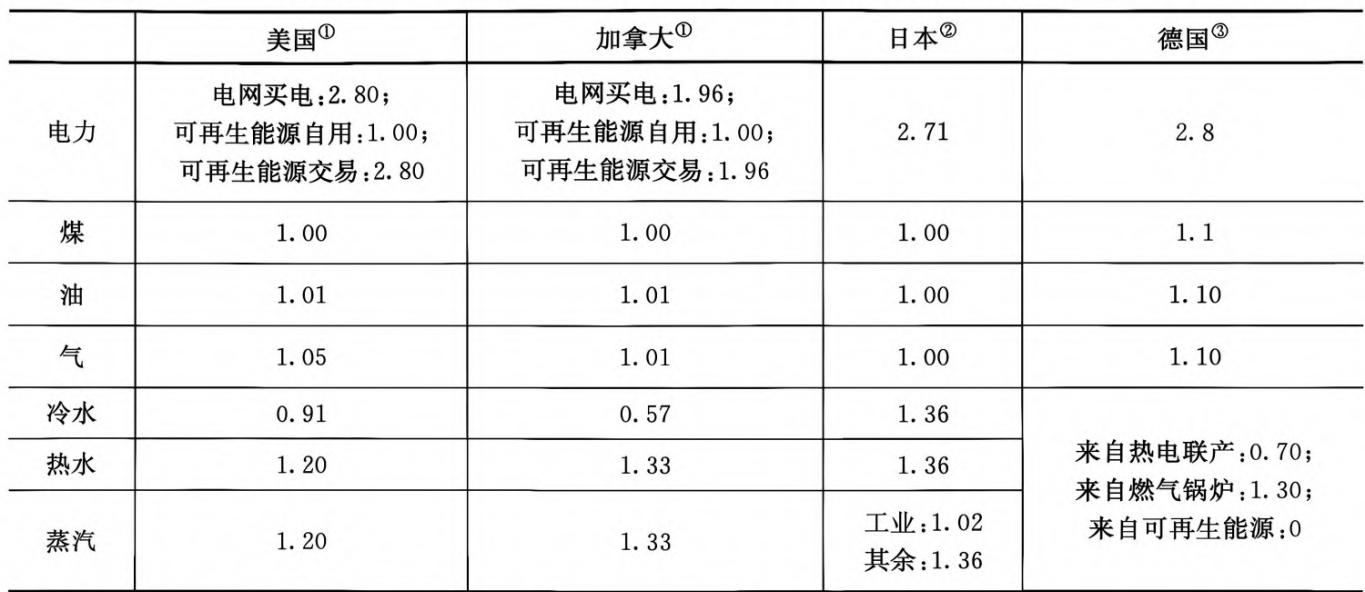 美国① 加拿大① 日本② 德国③
电力 电网买电:2.80; 可再生能源自用:1.00; 可再生能源交易:2.80 电网买电:1.96; 可再生能源自用:1.00; 可再生能源交易:1.96 2.71 2.8
煤 1.00 1.00 1.00 1.1
油 1.01 1.01 1.00 1.10
气 1.05 1.01 1.00 1.10
冷水 0.91 0.57 1.36
热水 1.20 1.33 1.36
蒸汽 1.20 1.33 工业:1.02 其余:1.36
来自热电联产:0.70;
来自燃气锅炉:1.30;
来自可再生能源:0